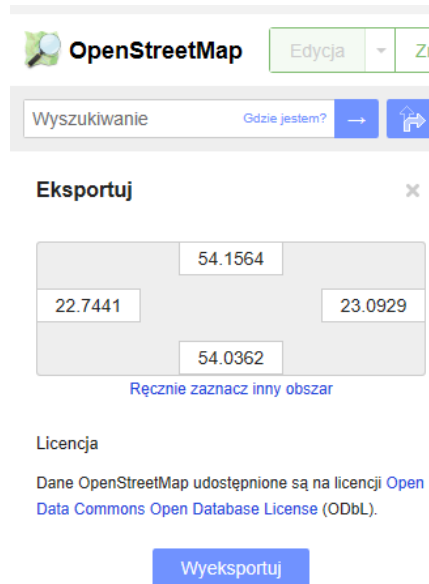 OpenStreetMap Edycja
Wyszukiwanie Gdzie jestem? →
Eksportuj ×
54.1564
22.7441 23.0929
54.0362
Ręcznie zaznacz inny obszar
Licencja
Dane OpenStreetMap udostępnione są na licencji Open
Data Commons Open Database License (ODbL).
Wyeksportuj